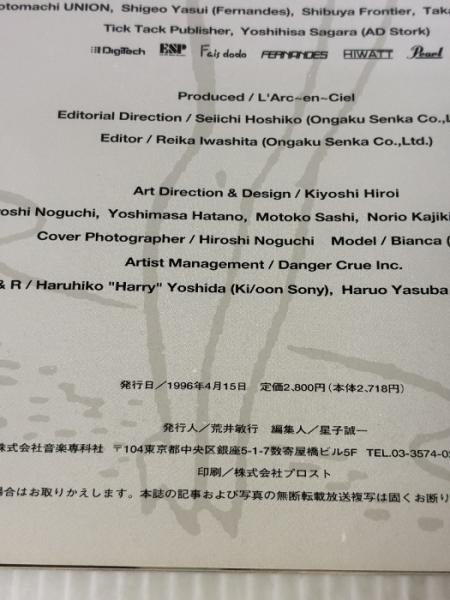 otomachi UNION, Shigeo Yasui (Fernandes), Shibuya Frontier, Taka
Tick Tack Publisher, Yoshihisa Sagara (AD Stork)
DigiTech ESP Fais dodo FERNANDES HIWATT Pearl
Produced / L'Arc~en~Ciel
Editorial Direction / Seiichi Hoshiko (Ongaku Senka Co.,L
Editor / Reika Iwashita (Ongaku Senka Co.,Ltd.)
Art Direction & Design / Kiyoshi Hiroi
oshi Noguchi, Yoshimasa Hatano, Motoko Sashi, Norio Kajiki
Cover Photographer / Hiroshi Noguchi Model / Bianca (
Artist Management / Danger Crue Inc.
& R / Haruhiko "Harry" Yoshida (Ki/oon Sony), Haruo Yasuba
発行日／1996年4月15日 定価2,800円（本体2,718円）
発行人／荒井敏行 編集人／星子誠一
株式会社音楽専科社 〒104東京都中央区銀座5-1-7数寄屋橋ビル5F TEL.03-3574-02
印刷／株式会社プロスト
場合はお取りかえします。本誌の記事および写真の無断転載放送複写は固くお断り